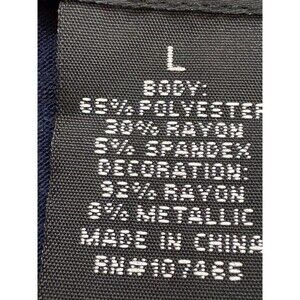 L
BODY:
65% POLYESTER
30% RAYON
5% SPANDEX
DECORATION:
92% RAYON
8% METALLIC
MADE IN CHINA
RN#107465